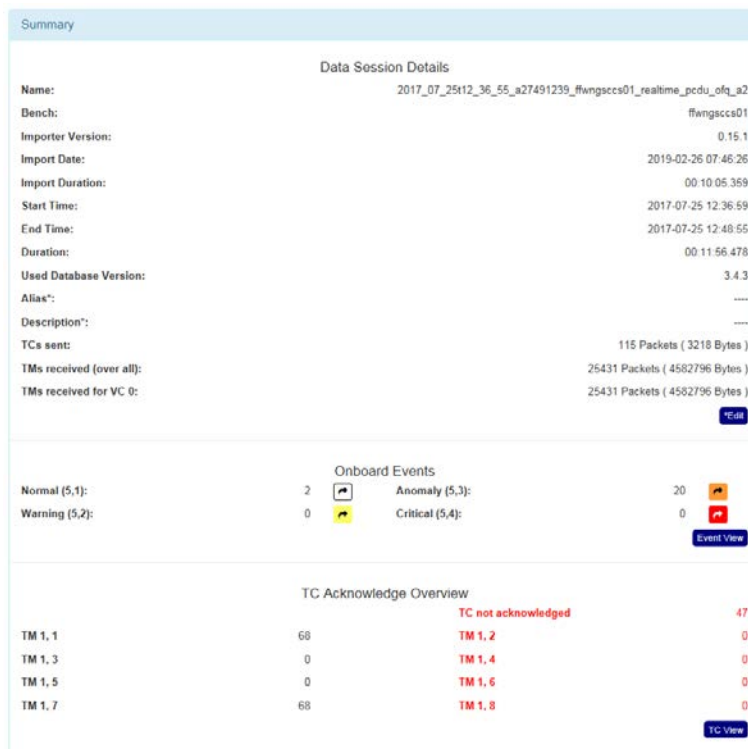 Summary
Data Session Details
Name: 2017_07_25t12_36_55_a27491239_ffwngsccs01_realtime_pcdu_ofq_a2
Bench: ffwngsccs01
Importer Version: 0.15.1
Import Date: 2019-02-26 07:46:26
Import Duration: 00:10:05.359
Start Time: 2017-07-25 12:36:59
End Time: 2017-07-25 12:48:55
Duration: 00:11:56.478
Used Database Version: 3.4.3
Alias*: ----
Description*: ----
TCs sent: 115 Packets ( 3218 Bytes )
TMs received (over all): 25431 Packets ( 4582796 Bytes )
TMs received for VC 0: 25431 Packets ( 4582796 Bytes )
*Edit
Onboard Events
Normal (5,1): 2 Anomaly (5,3): 20
Warning (5,2): 0 Critical (5,4): 0
Event View
TC Acknowledge Overview
TC not acknowledged 47
TM 1, 1 68 TM 1, 2 0
TM 1, 3 0 TM 1, 4 0
TM 1, 5 0 TM 1, 6 0
TM 1, 7 68 TM 1, 8 0
TC View